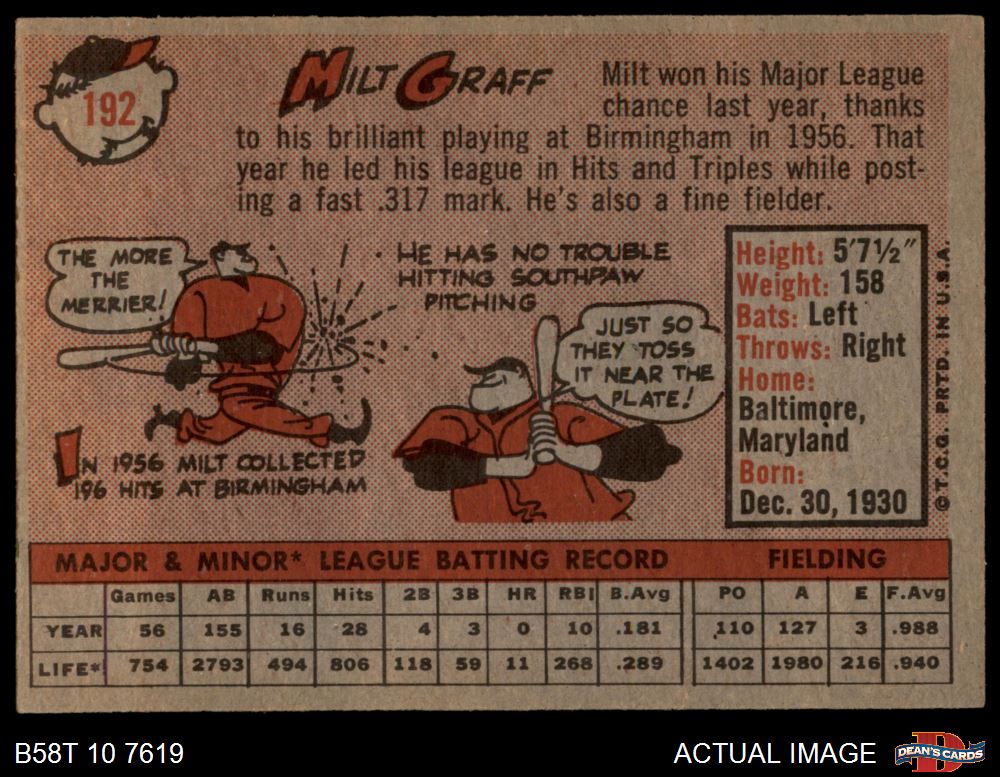 192
MILT GRAFF
Milt won his Major League
chance last year, thanks
to his brilliant playing at Birmingham in 1956. That
year he led his league in Hits and Triples while post-
ing a fast .317 mark. He's also a fine fielder.
THE MORE
THE
MERRIER!
HE HAS NO TROUBLE
HITTING SOUTHPAW
PITCHING
JUST SO
THEY TOSS
IT NEAR THE
PLATE!
IN 1956 MILT COLLECTED
196 HITS AT BIRMINGHAM
Height: 5'7½"
Weight: 158
Bats: Left
Throws: Right
Home:
Baltimore,
Maryland
Born:
Dec. 30, 1930
© T.C.G. PRTD. IN U.S.A.
MAJOR & MINOR* LEAGUE BATTING RECORD FIELDING
Games AB Runs Hits 2B 3B HR RBI B.Avg PO A E F.Avg
YEAR 56 155 16 28 4 3 0 10 .181 110 127 3 .988
LIFE* 754 2793 494 806 118 59 11 268 .289 1402 1980 216 .940
B58T 10 7619
ACTUAL IMAGE
D
DEAN'S CARDS